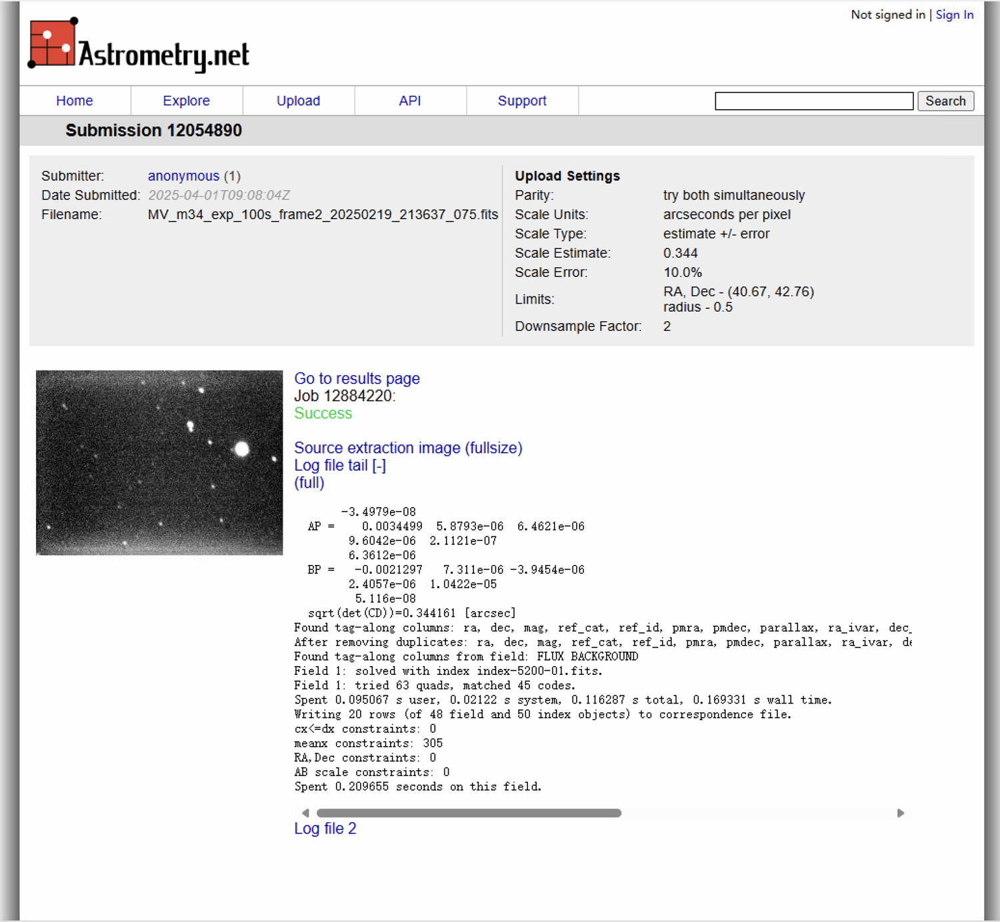 Not signed in | Sign In
Astrometry.net
Home Explore Upload API Support Search
Submission 12054890
Submitter: anonymous (1)
Date Submitted: 2025-04-01T09:08:04Z
Filename: MV_m34_exp_100s_frame2_20250219_213637_075.fits
Upload Settings
Parity: try both simultaneously
Scale Units: arcseconds per pixel
Scale Type: estimate +/- error
Scale Estimate: 0.344
Scale Error: 10.0%
Limits: RA, Dec - (40.67, 42.76)
radius - 0.5
Downsample Factor: 2
Go to results page
Job 12884220:
Success
Source extraction image (fullsize)
Log file tail [-]
(full)
-3.4979e-08
AP = 0.0034499 5.8793e-06 6.4621e-06
9.6042e-06 2.1121e-07
6.3612e-06
BP = -0.0021297 7.311e-06 -3.9454e-06
2.4057e-06 1.0422e-05
5.116e-08
sqrt(det(CD))=0.344161 [arcsec]
Found tag-along columns: ra, dec, mag, ref_cat, ref_id, pmra, pmdec, parallax, ra_ivar, dec_
After removing duplicates: ra, dec, mag, ref_cat, ref_id, pmra, pmdec, parallax, ra_ivar, de
Found tag-along columns from field: FLUX BACKGROUND
Field 1: solved with index index-5200-01.fits.
Field 1: tried 63 quads, matched 45 codes.
Spent 0.095067 s user, 0.02122 s system, 0.116287 s total, 0.169331 s wall time.
Writing 20 rows (of 48 field and 50 index objects) to correspondence file.
cx<=dx constraints: 0
meanx constraints: 305
RA,Dec constraints: 0
AB scale constraints: 0
Spent 0.209655 seconds on this field.
Log file 2